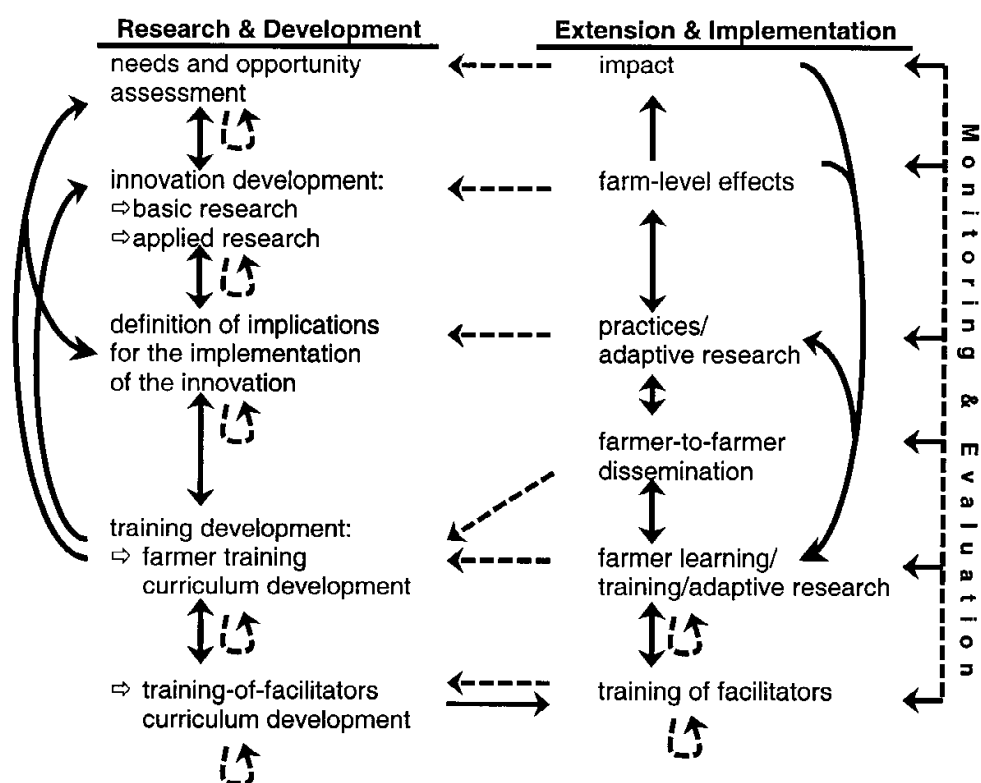 Research & Development
needs and opportunity
assessment
innovation development:
⇨basic research
⇨applied research
definition of implications
for the implementation
of the innovation
training development:
⇨ farmer training
curriculum development
⇨ training-of-facilitators
curriculum development
Extension & Implementation
impact
farm-level effects
practices/
adaptive research
farmer-to-farmer
dissemination
farmer learning/
training/adaptive research
training of facilitators
Monitoring & Evaluation